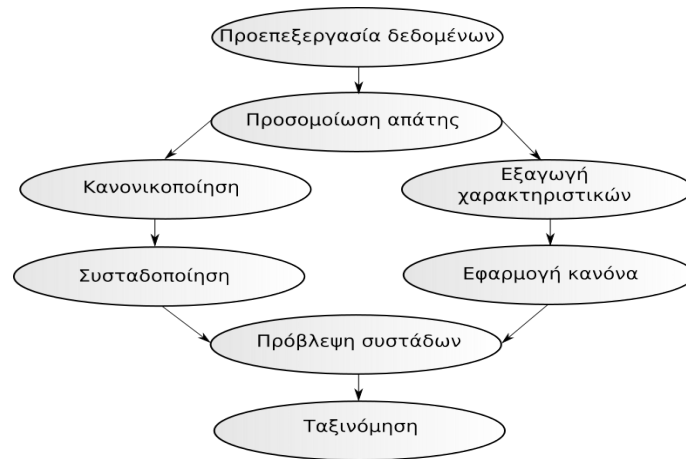 Προεπεξεργασία δεδομένων
Προσομοίωση απάτης
Κανονικοποίηση
Εξαγωγή
χαρακτηριστικών
Συσταδοποίηση
Εφαρμογή κανόνα
Πρόβλεψη συστάδων
Ταξινόμηση